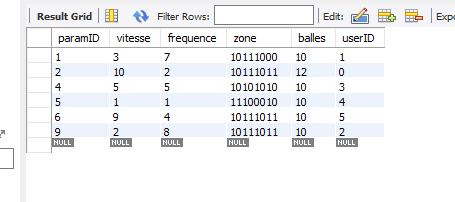 Result Grid Filter Rows: Edit: Expo
paramID vitesse frequence zone balles userID
1 3 7 10111000 10 1
2 10 2 10111011 12 0
4 5 5 10101010 10 3
5 1 1 11100010 10 4
6 9 4 10111011 10 5
9 2 8 10111011 10 2
NULL NULL NULL NULL NULL NULL